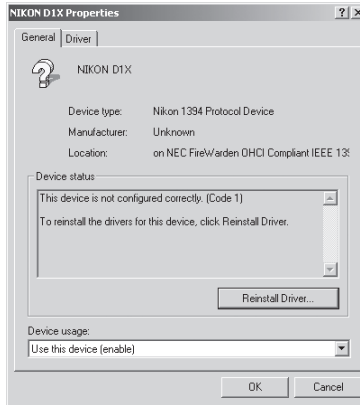 NIKON D1X Properties
General
Driver
NIKON D1X
Device type: Nikon 1394 Protocol Device
Manufacturer: Unknown
Location: on NEC FireWarden OHCI Compliant IEEE 139
Device status
This device is not configured correctly. (Code 1)
To reinstall the drivers for this device, click Reinstall Driver.
Reinstall Driver...
Device usage:
Use this device (enable)
OK
Cancel